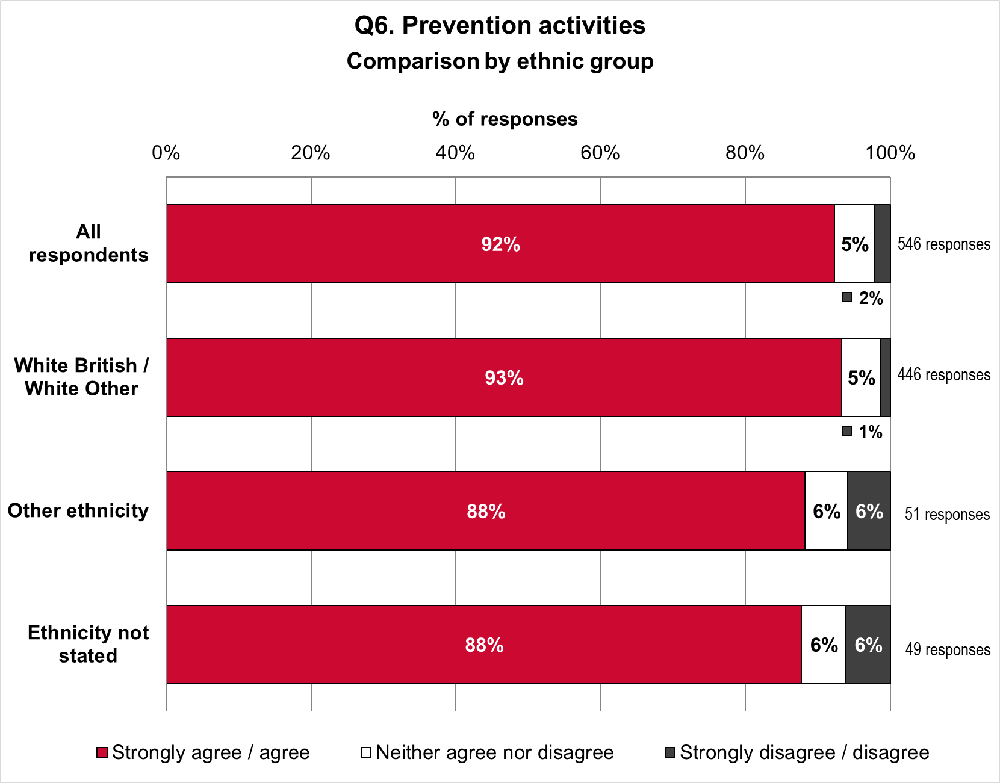 Q6. Prevention activities
Comparison by ethnic group
% of responses
0% 20% 40% 60% 80% 100%
All
respondents
92% 5% 546 responses
2%
White British /
White Other
93% 5% 446 responses
1%
Other ethnicity
88% 6% 6% 51 responses
Ethnicity not
stated
88% 6% 6% 49 responses
Strongly agree / agree Neither agree nor disagree Strongly disagree / disagree